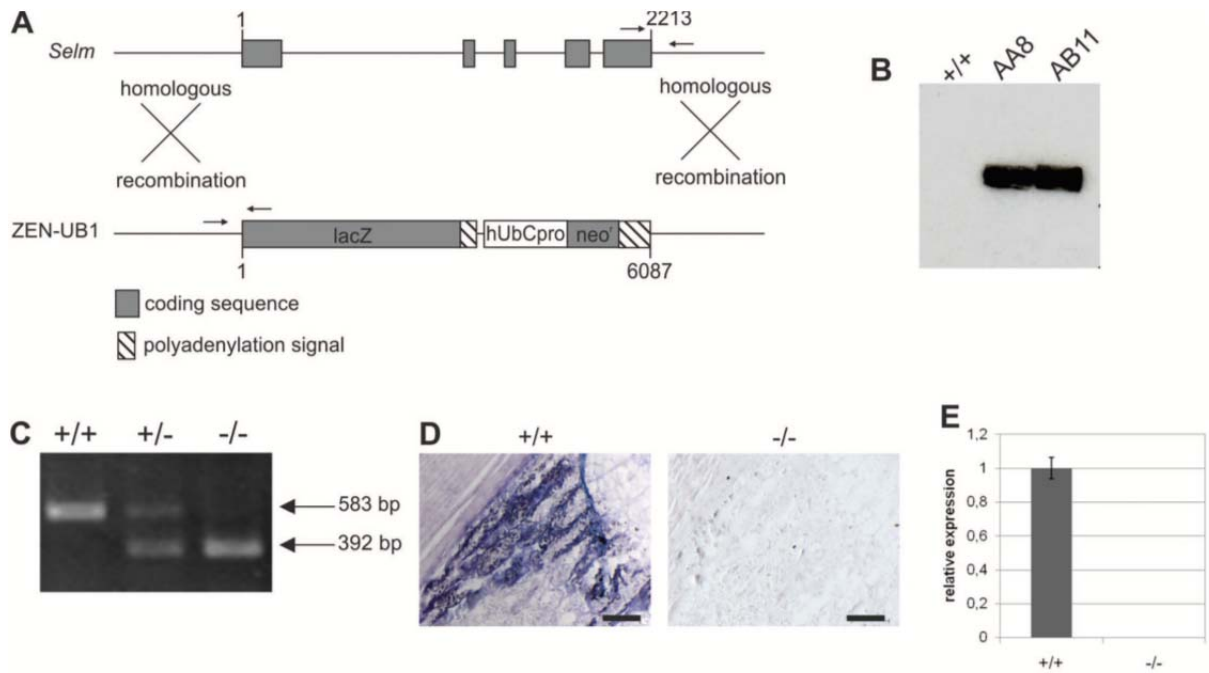 A
1
2213
Selm
homologous
recombination
homologous
recombination
ZEN-UB1
lacZ
hUbCpro
neoʳ
1
6087
coding sequence
polyadenylation signal
B
+/+
AA8
AB11
C
+/+
+/-
-/-
583 bp
392 bp
D
+/+
-/-
E
relative expression
1,2
1
0,8
0,6
0,4
0,2
0
+/+
-/-